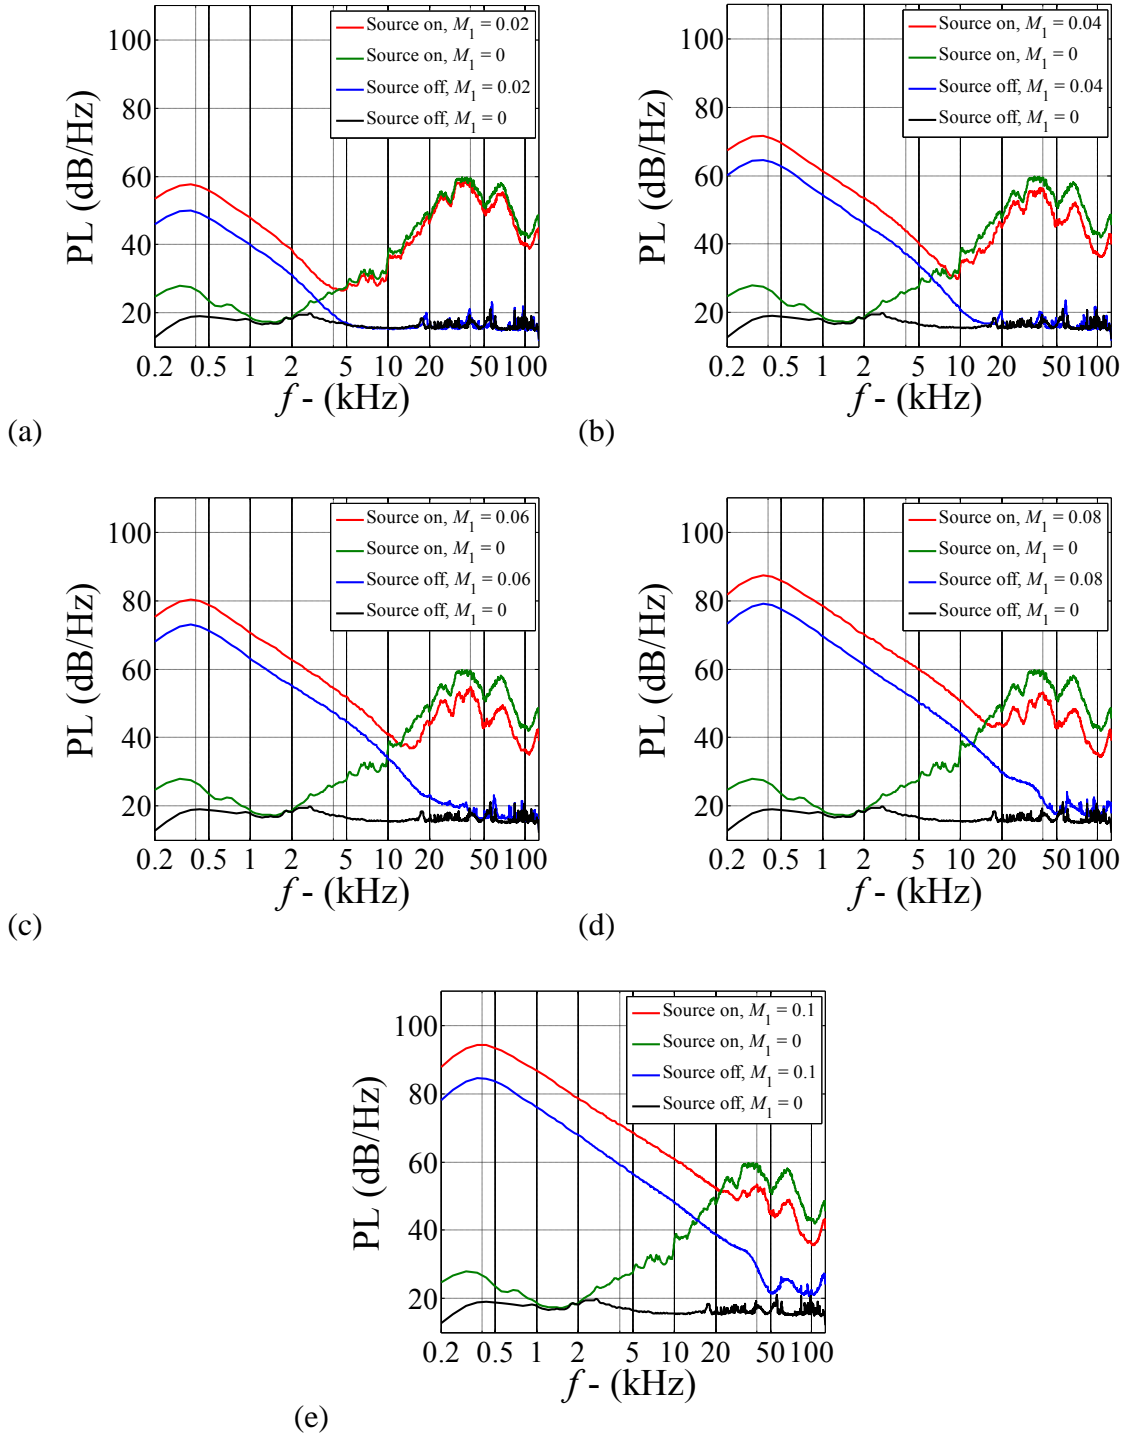 100
80
60
40
20
PL (dB/Hz)
Source on, M1 = 0.02
Source on, M1 = 0
Source off, M1 = 0.02
Source off, M1 = 0
0.2 0.5 1 2 5 10 20 50 100
f - (kHz)
(a)
100
80
60
40
20
PL (dB/Hz)
Source on, M1 = 0.04
Source on, M1 = 0
Source off, M1 = 0.04
Source off, M1 = 0
0.2 0.5 1 2 5 10 20 50 100
f - (kHz)
(b)
100
80
60
40
20
PL (dB/Hz)
Source on, M1 = 0.06
Source on, M1 = 0
Source off, M1 = 0.06
Source off, M1 = 0
0.2 0.5 1 2 5 10 20 50 100
f - (kHz)
(c)
100
80
60
40
20
PL (dB/Hz)
Source on, M1 = 0.08
Source on, M1 = 0
Source off, M1 = 0.08
Source off, M1 = 0
0.2 0.5 1 2 5 10 20 50 100
f - (kHz)
(d)
100
80
60
40
20
PL (dB/Hz)
Source on, M1 = 0.1
Source on, M1 = 0
Source off, M1 = 0.1
Source off, M1 = 0
0.2 0.5 1 2 5 10 20 50 100
f - (kHz)
(e)